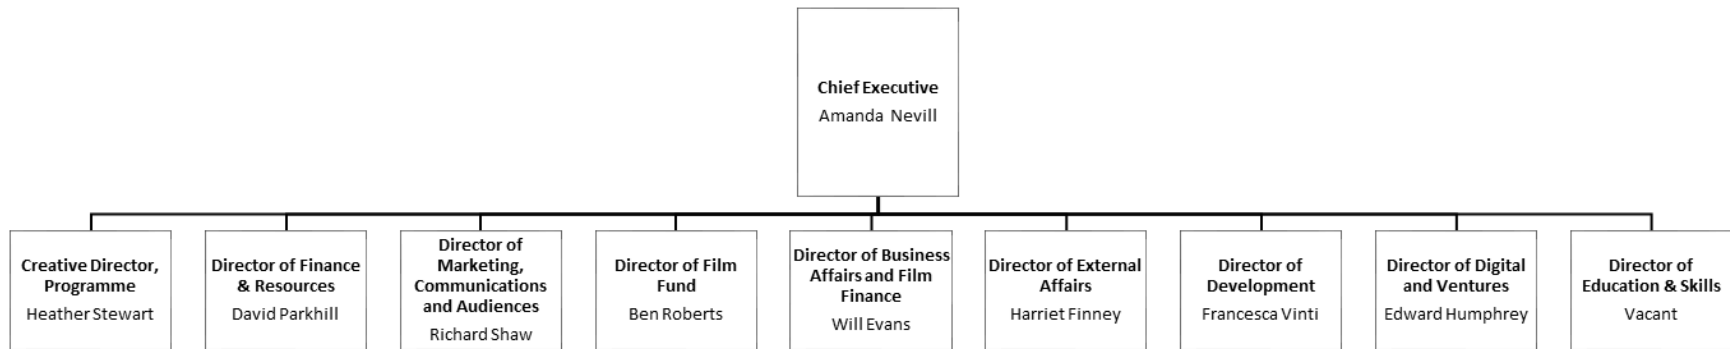 Chief Executive
Amanda Nevill
Creative Director,
Programme
Heather Stewart
Director of Finance
& Resources
David Parkhill
Director of
Marketing,
Communications
and Audiences
Richard Shaw
Director of Film
Fund
Ben Roberts
Director of Business
Affairs and Film
Finance
Will Evans
Director of External
Affairs
Harriet Finney
Director of
Development
Francesca Vinti
Director of Digital
and Ventures
Edward Humphrey
Director of
Education & Skills
Vacant